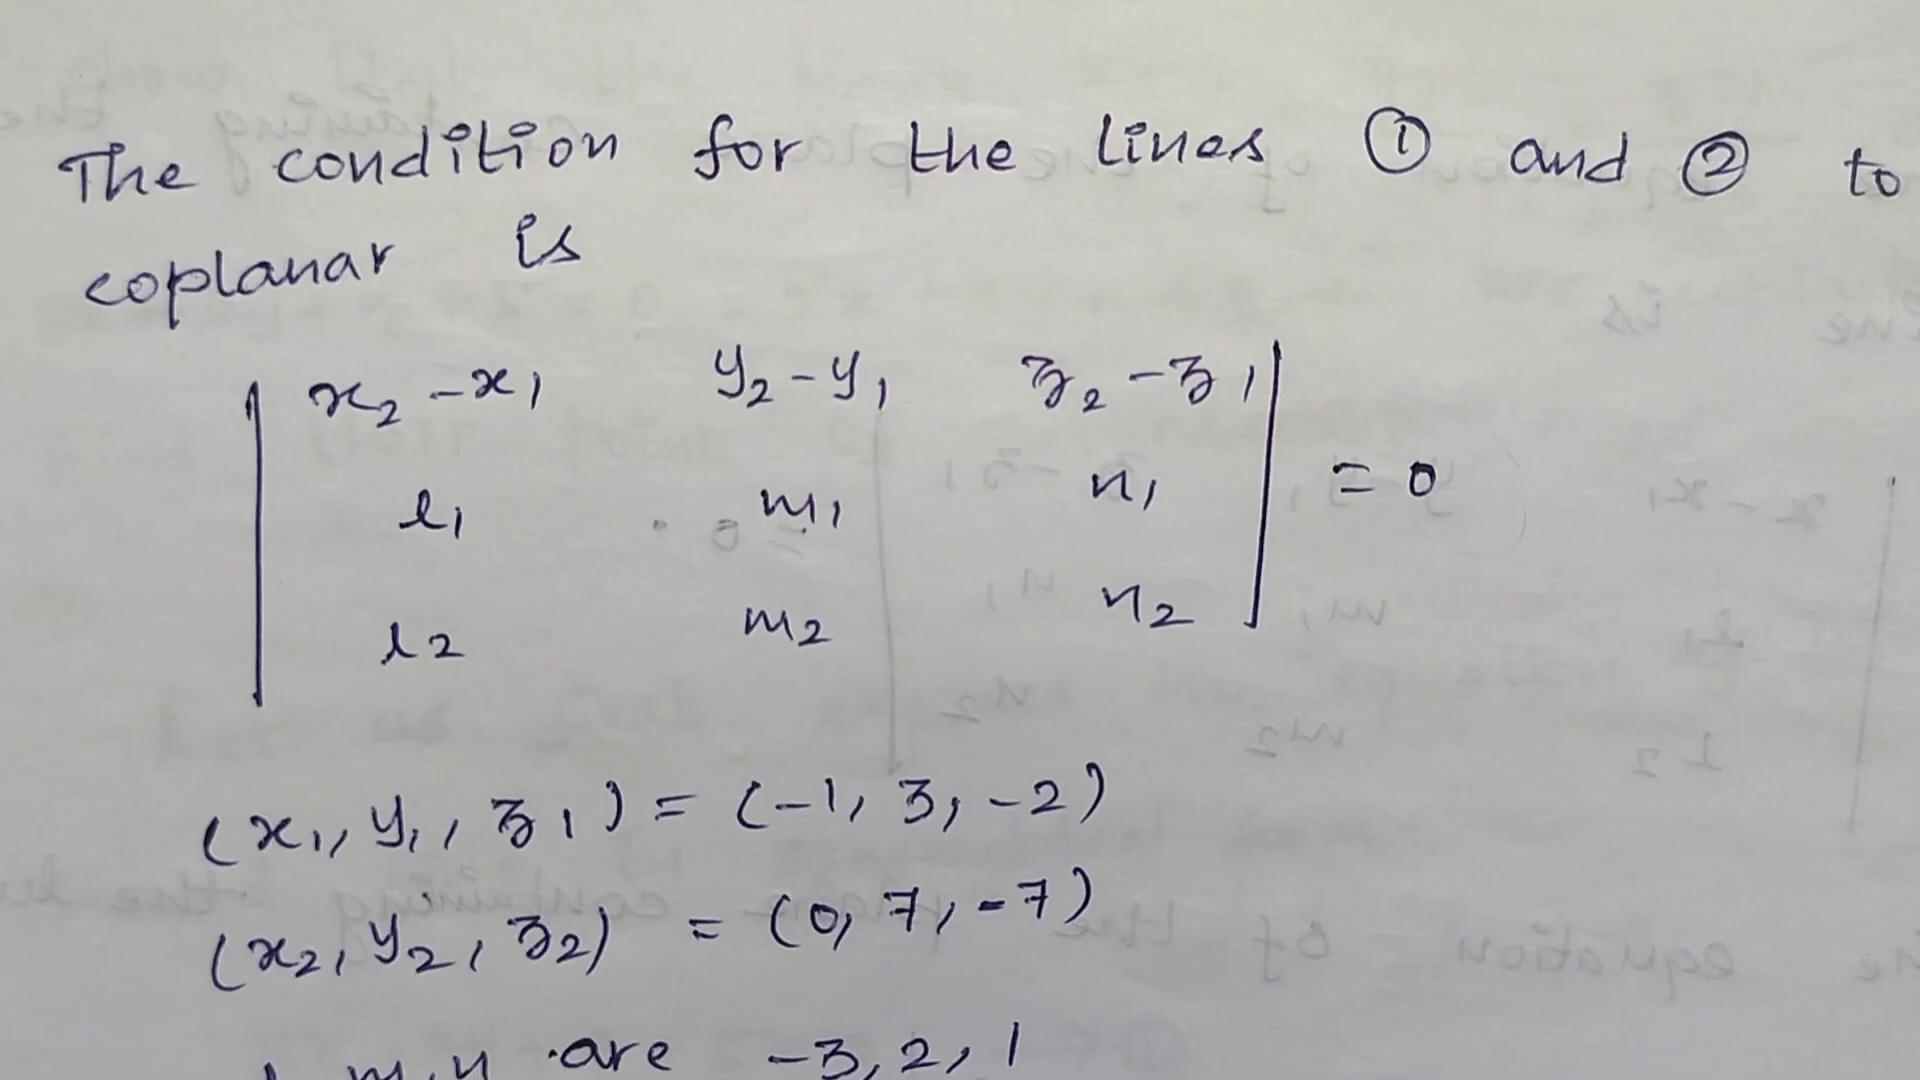 The condition for the lines ① and ② to
coplanar is
x₂ - x₁ y₂ - y₁ z₂ - z₁
l₁ m₁ n₁ = 0
l₂ m₂ n₂
(x₁, y₁, z₁) = (-1, 3, -2)
(x₂, y₂, z₂) = (0, 7, -7)
are -3, 2, 1